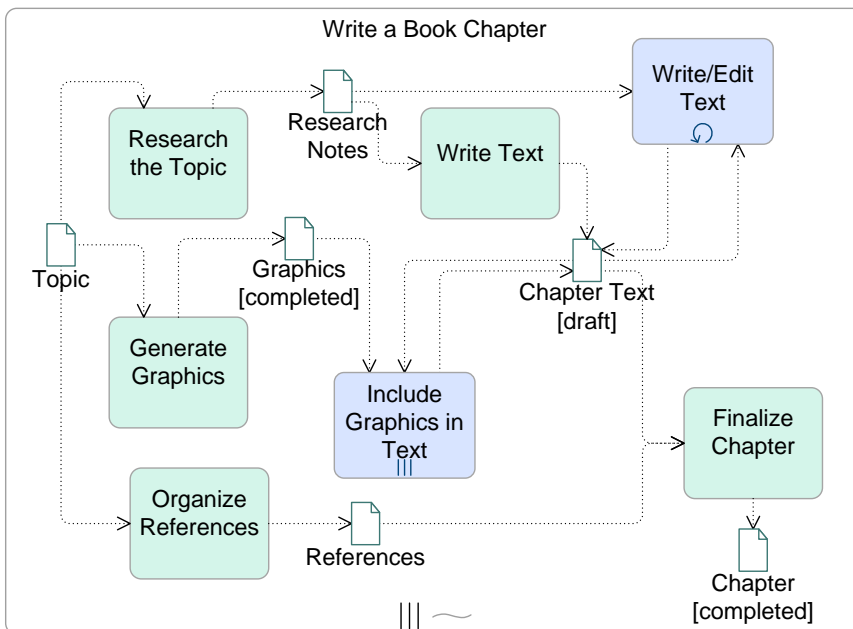 Write a Book Chapter
Write/Edit
Text
Research
Notes
Research
the Topic
Write Text
Topic
Graphics
[completed]
Chapter Text
[draft]
Generate
Graphics
Include
Graphics in
Text
Finalize
Chapter
Organize
References
References
Chapter
[completed]